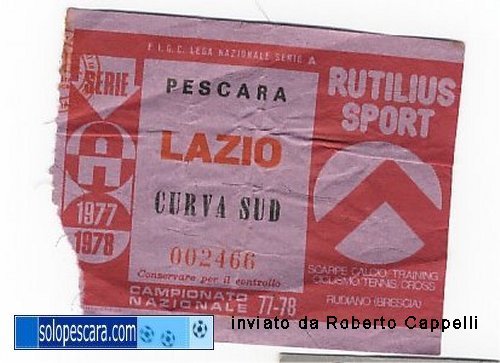 F.I.G.C. LEGA NAZIONALE SERIE A
SERIE
A
1977
1978
PESCARA
LAZIO
CURVA SUD
002466
Conservare per il controllo
CAMPIONATO
NAZIONALE 77-78
RUTILIUS
SPORT
SCARPE CALCIO, TRAINING
CICLISMO TENNIS, CROSS
RUDIANO (BRESCIA)
solopescara.com
inviato da Roberto Cappelli